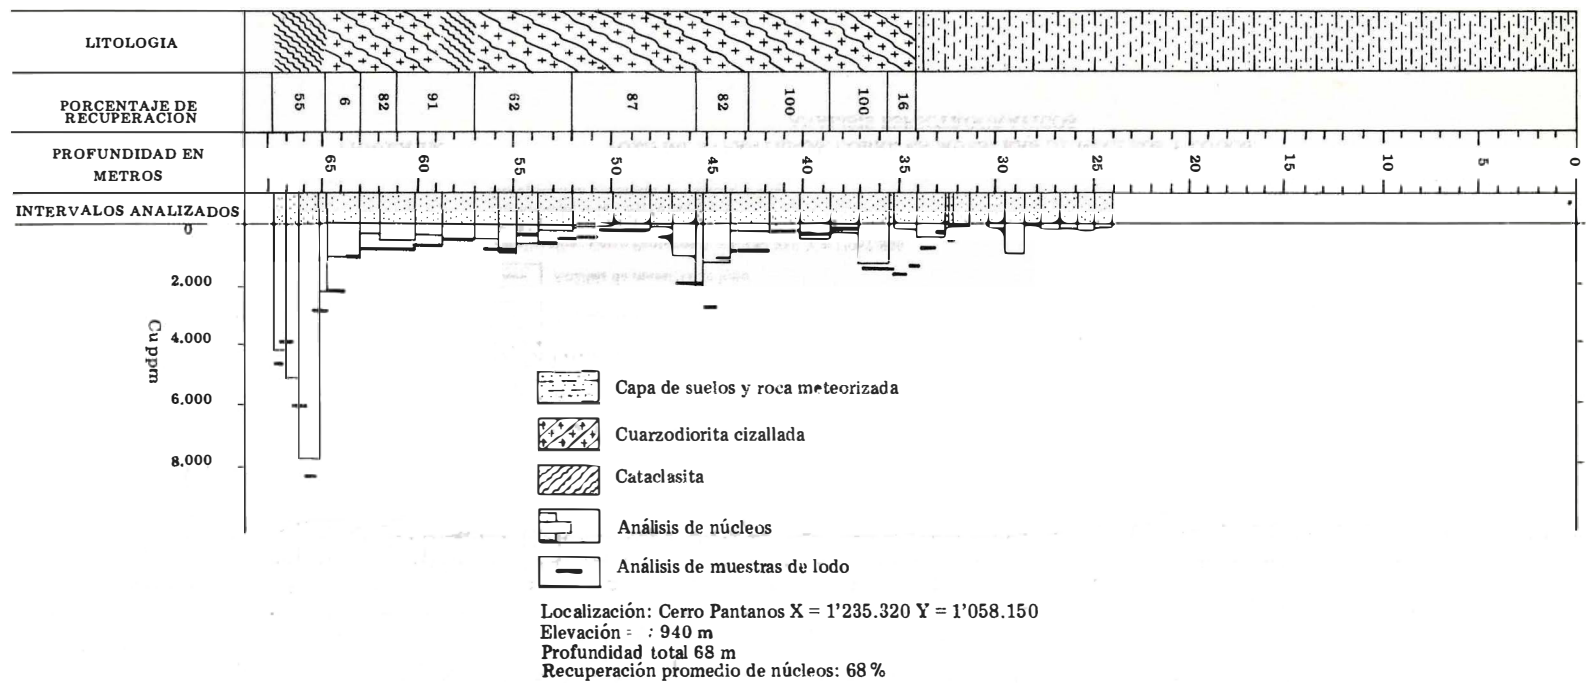 LITOLOGIA
PORCENTAJE DE
RECUPERACIÓN
55 6 82 91 62 87 82 100 100 16
PROFUNDIDAD EN
METROS
65 60 55 50 45 40 35 30 25 20 15 10 5 0
INTERVALOS ANALIZADOS
0
2.000
4.000
6,000
8,000
Cu ppm
Capa de suelos y roca meteorizada
Cuarzodiorita cizallada
Cataclasita
Análisis de núcleos
Análisis de muestras de lodo
Localización: Cerro Pantanos X = 1'235.320 Y = 1'058.150
Elevación = : 940 m
Profundidad total 68 m
Recuperación promedio de núcleos: 68 %